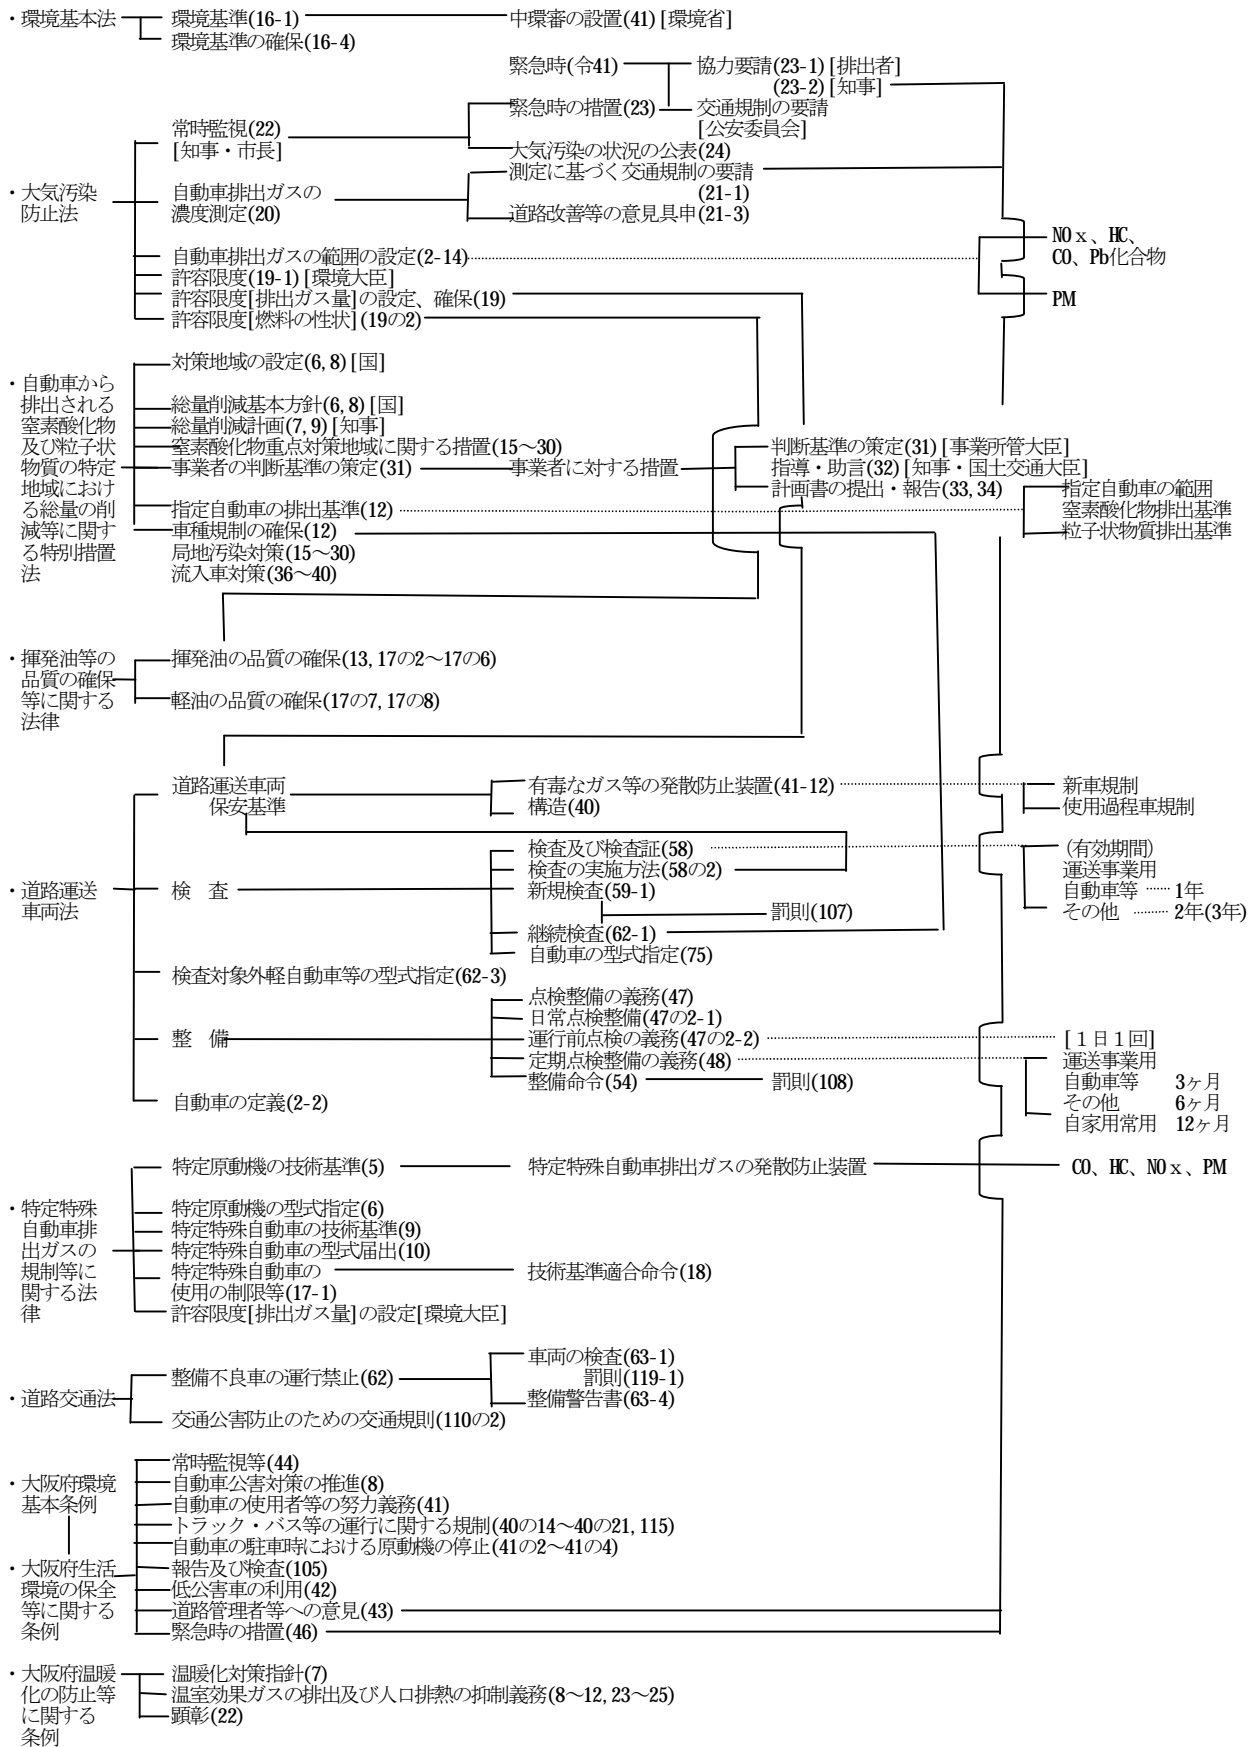 ・環境基本法
環境基準(16-1)
中環審の設置(41)[環境省]
環境基準の確保(16-4)
緊急時(令41)
協力要請(23-1)[排出者]
(23-2)[知事]
緊急時の措置(23)
交通規制の要請
[公安委員会]
常時監視(22)
[知事・市長]
大気汚染の状況の公表(24)
測定に基づく交通規制の要請
(21-1)
・大気汚染
防止法
自動車排出ガスの
濃度測定(20)
道路改善等の意見具申(21-3)
NOx、HC、
CO、Pb化合物
自動車排出ガスの範囲の設定(2-14)
許容限度(19-1)[環境大臣]
許容限度[排出ガス量]の設定、確保(19)
PM
許容限度[燃料の性状](19の2)
対策地域の設定(6,8)[国]
・自動車から
排出される
窒素酸化物
及び粒子状
物質の特定
地域におけ
る総量の削
減等に関す
る特別措置
法
総量削減基本方針(6,8)[国]
総量削減計画(7,9)[知事]
窒素酸化物重点対策地域に関する措置(15～30)
事業者の判断基準の策定(31)
事業者に対する措置
判断基準の策定(31)[事業所管大臣]
指導・助言(32)[知事・国土交通大臣]
計画書の提出・報告(33,34)
指定自動車の排出基準(12)
指定自動車の範囲
窒素酸化物排出基準
粒子状物質排出基準
車種規制の確保(12)
局地汚染対策(15～30)
流入車対策(36～40)
・揮発油等の
品質の確保
等に関する
法律
揮発油の品質の確保(13,17の2～17の6)
軽油の品質の確保(17の7,17の8)
道路運送車両
保安基準
有毒なガス等の発散防止装置(41-12)
構造(40)
新車規制
使用過程車規制
・道路運送
車両法
検　査
検査及び検査証(58)
検査の実施方法(58の2)
新規検査(59-1)
罰則(107)
継続検査(62-1)
自動車の型式指定(75)
(有効期間)
運送事業用
自動車等 …… 1年
その他 ……… 2年(3年)
検査対象外軽自動車等の型式指定(62-3)
整　備
点検整備の義務(47)
日常点検整備(47の2-1)
運行前点検の義務(47の2-2)
定期点検整備の義務(48)
整備命令(54)
罰則(108)
[１日１回]
運送事業用
自動車等　3ヶ月
その他　6ヶ月
自家用常用　12ヶ月
自動車の定義(2-2)
・特定特殊
自動車排
出ガスの
規制等に
関する法
律
特定原動機の技術基準(5)
特定特殊自動車排出ガスの発散防止装置
CO、HC、NOx、PM
特定原動機の型式指定(6)
特定特殊自動車の技術基準(9)
特定特殊自動車の型式届出(10)
特定特殊自動車の
使用の制限等(17-1)
技術基準適合命令(18)
許容限度[排出ガス量]の設定[環境大臣]
・道路交通法
整備不良車の運行禁止(62)
車両の検査(63-1)
罰則(119-1)
整備警告書(63-4)
交通公害防止のための交通規則(110の2)
・大阪府環境
基本条例
・大阪府生活
環境の保全
等に関する
条例
常時監視等(44)
自動車公害対策の推進(8)
自動車の使用者等の努力義務(41)
トラック・バス等の運行に関する規制(40の14～40の21,115)
自動車の駐車時における原動機の停止(41の2～41の4)
報告及び検査(105)
低公害車の利用(42)
道路管理者等への意見(43)
緊急時の措置(46)
・大阪府温暖
化の防止等
に関する
条例
温暖化対策指針(7)
温室効果ガスの排出及び人口排熱の抑制義務(8～12,23～25)
顕彰(22)